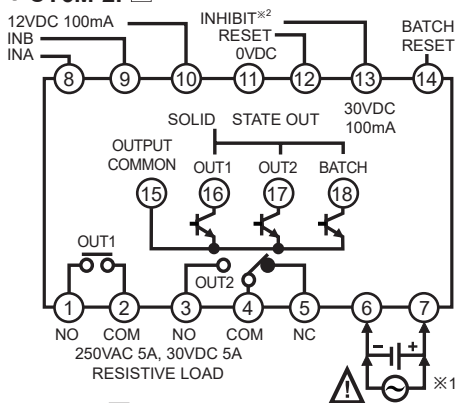 12VDC 100mA
INB
INA
INHIBIT※2
RESET
0VDC
BATCH
RESET
8
9
10
11
12
13
14
30VDC
100mA
SOLID STATE OUT
OUTPUT
COMMON
OUT1
OUT2
BATCH
15
16
17
18
OUT1
OUT2
1
2
3
4
5
6
7
NO
COM
NO
COM
NC
250VAC 5A, 30VDC 5A
RESISTIVE LOAD
- +
!
※1